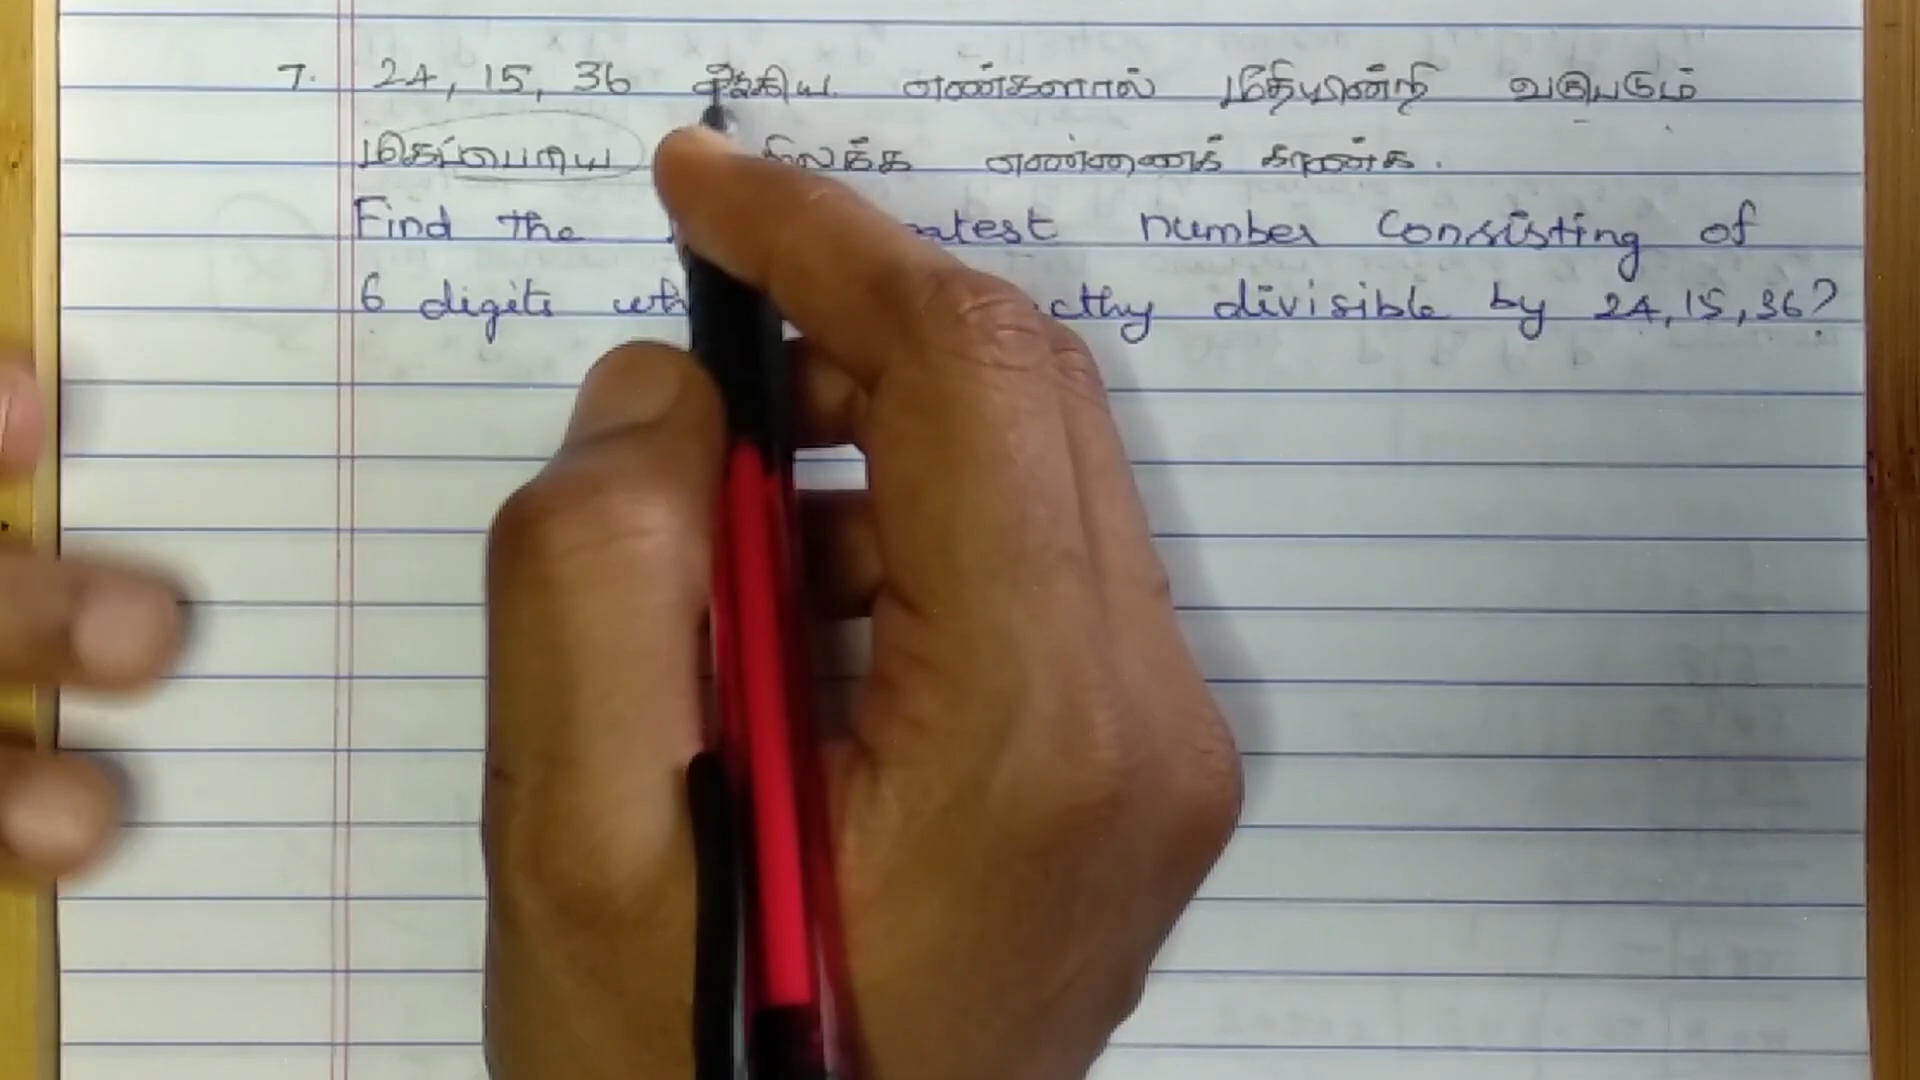 7. 24, 15, 36 ஆகிய எண்களால் மீதியின்றி வகுபடும்
மிகப்பெரிய இலக்க எண்ணைக் காண்க.
Find the number consisting of
6 digits divisible by 24, 15, 36?